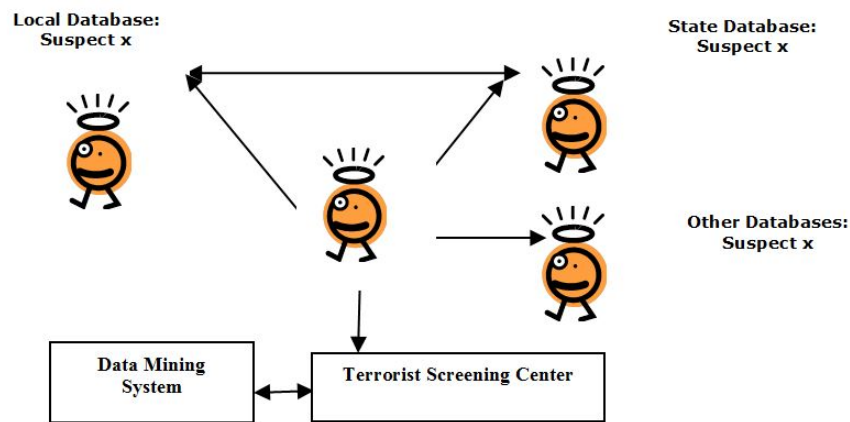 Local Database:
Suspect x
State Database:
Suspect x
Other Databases:
Suspect x
Data Mining
System
Terrorist Screening Center